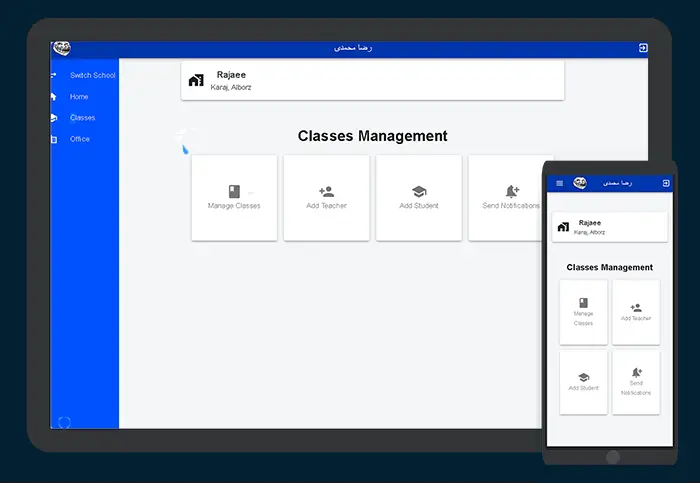 رضا محمدی
Switch School
Home
Classes
Office
Rajaee
Karaj, Alborz
Classes Management
Manage Classes
Add Teacher
Add Student
Send Notifications
رضا محمدی
Rajaee
Karaj, Alborz
Classes Management
Manage
Classes
Add Teacher
Add Student
Send
Notifications